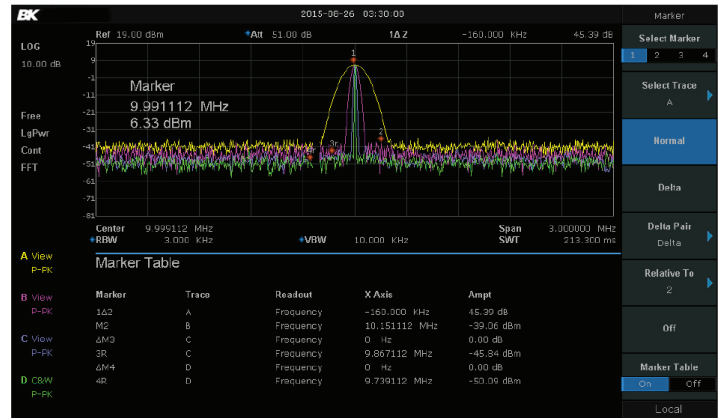 BK 2015-06-26 03:30:00 Marker
Ref 19.00 dBm *Att 51.00 dB 1Δ2 -160.000 KHz 45.39 dB
LOG
10.00 dB
Free
LgPwr
Cont
FFT
19
9
-1
-11
-21
-31
-41
-51
-61
-71
-81
Marker
9.991112 MHz
6.33 dBm
1
2
3r
Center 9.999112 MHz Span 3.000000 MHz
*RBW 3.000 KHz *VBW 10.000 KHz SWT 213.300 ms
A View
P-PK
B View
P-PK
C View
P-PK
D C&W
P-PK
Marker Table
Marker Trace Readout X Axis Ampt
1Δ2 A Frequency -160.000 KHz 45.39 dB
M2 B Frequency 10.151112 MHz -39.06 dBm
ΔM3 C Frequency 0 Hz 0.00 dB
3R C Frequency 9.867112 MHz -45.84 dBm
ΔM4 D Frequency 0 Hz 0.00 dB
4R D Frequency 9.739112 MHz -50.09 dBm
Select Marker
1 2 3 4
Select Trace
A
Normal
Delta
Delta Pair
Delta
Relative To
2
Off
Marker Table
On Off
Local